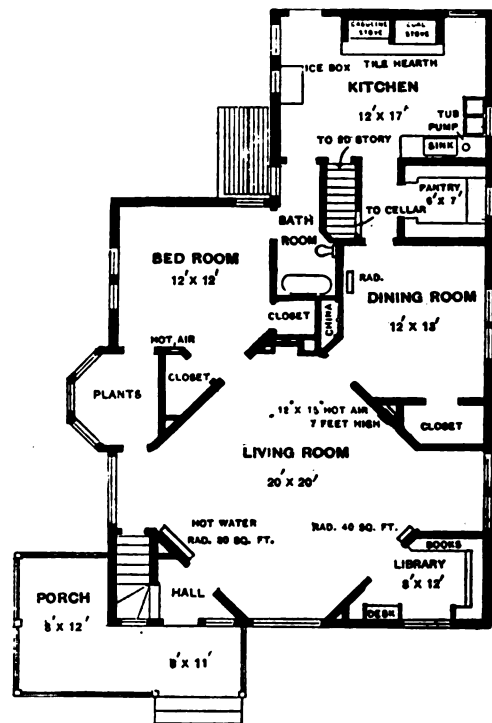 GASOLINE STOVE
COAL STOVE
TILE HEARTH
ICE BOX
KITCHEN
12' X 17'
TUB
PUMP
SINK
TO 2D STORY
PANTRY
6' X 7'
TO CELLAR
BATH
ROOM
BED ROOM
12' X 12'
RAD.
DINING ROOM
12' X 13'
CHINA
CLOSET
HOT AIR
CLOSET
PLANTS
12" X 15" HOT AIR
7 FEET HIGH
CLOSET
LIVING ROOM
20' X 20'
HOT WATER
RAD. 80 SQ. FT.
RAD. 40 SQ. FT.
BOOKS
LIBRARY
8' X 12'
DESK
HALL
PORCH
8' X 12'
8' X 11'